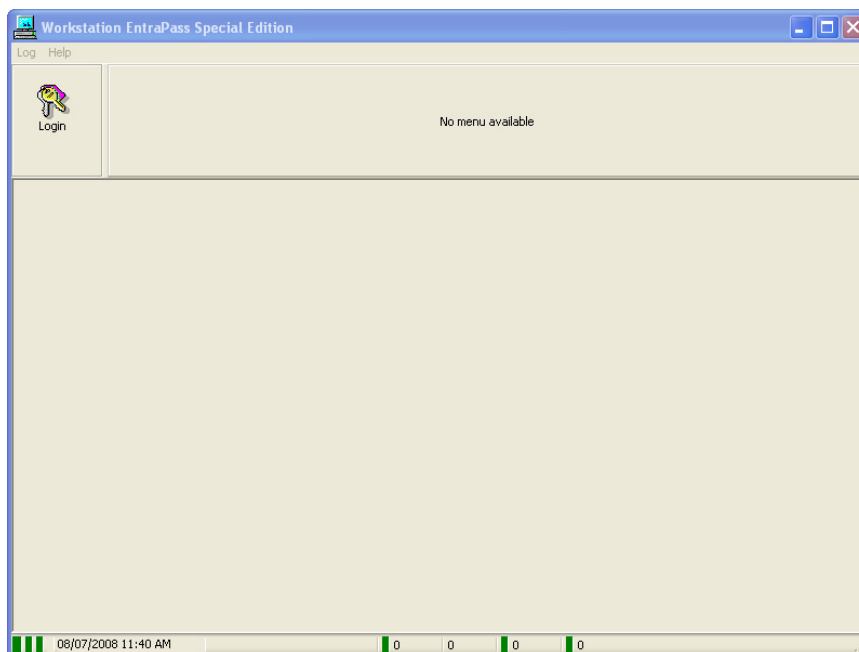 Workstation EntraPass Special Edition
Log Help
Login
No menu available
08/07/2008 11:40 AM 0 0 0 0